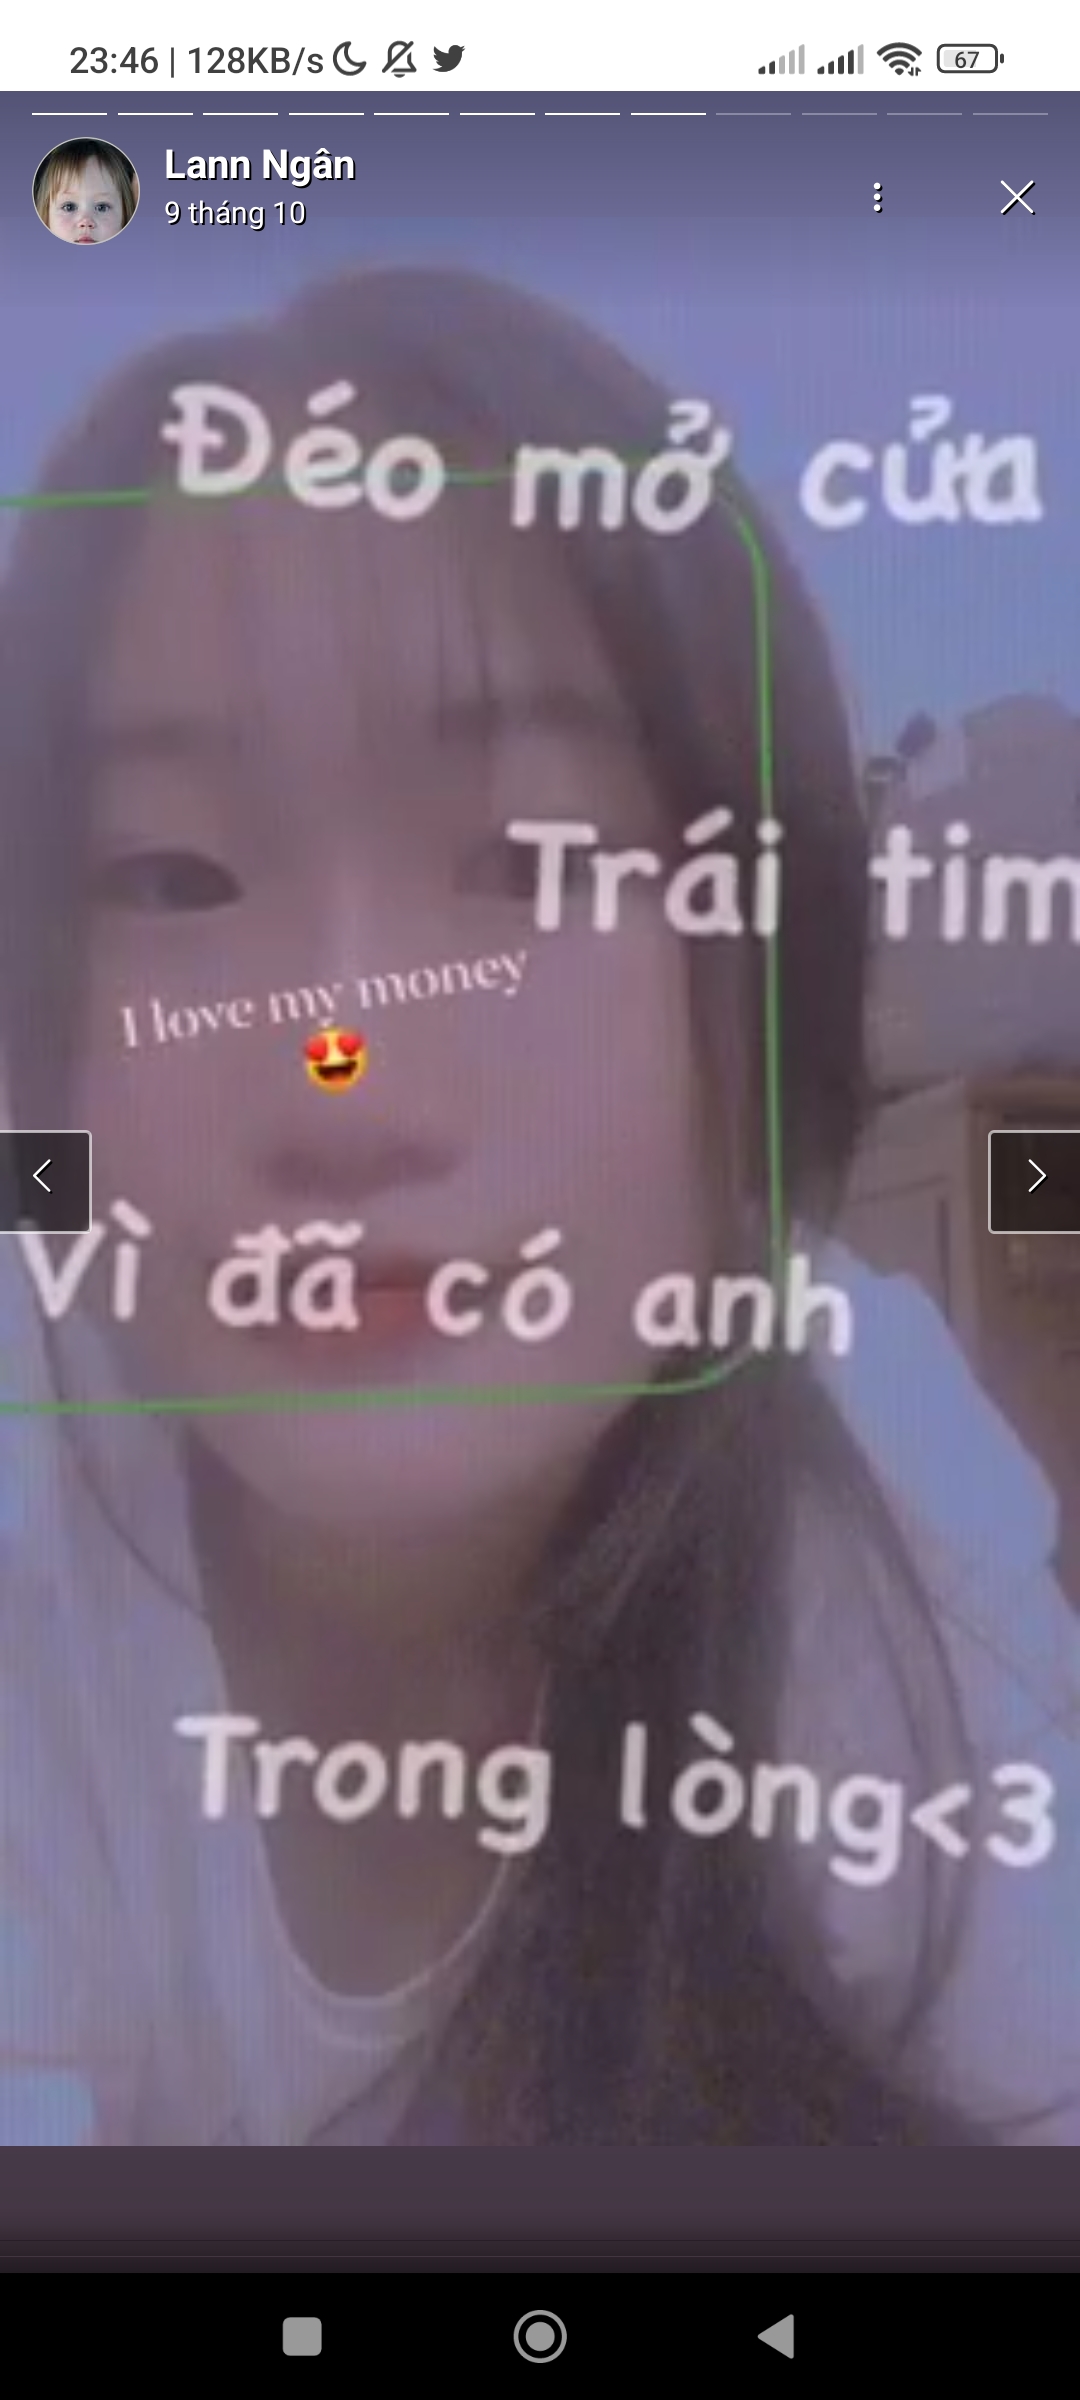 23:46 | 128KB/s
67
Lann Ngân
9 tháng 10
Đéo mở cửa
Trái tim
I love my money
Vì đã có anh
Trong lòng<3